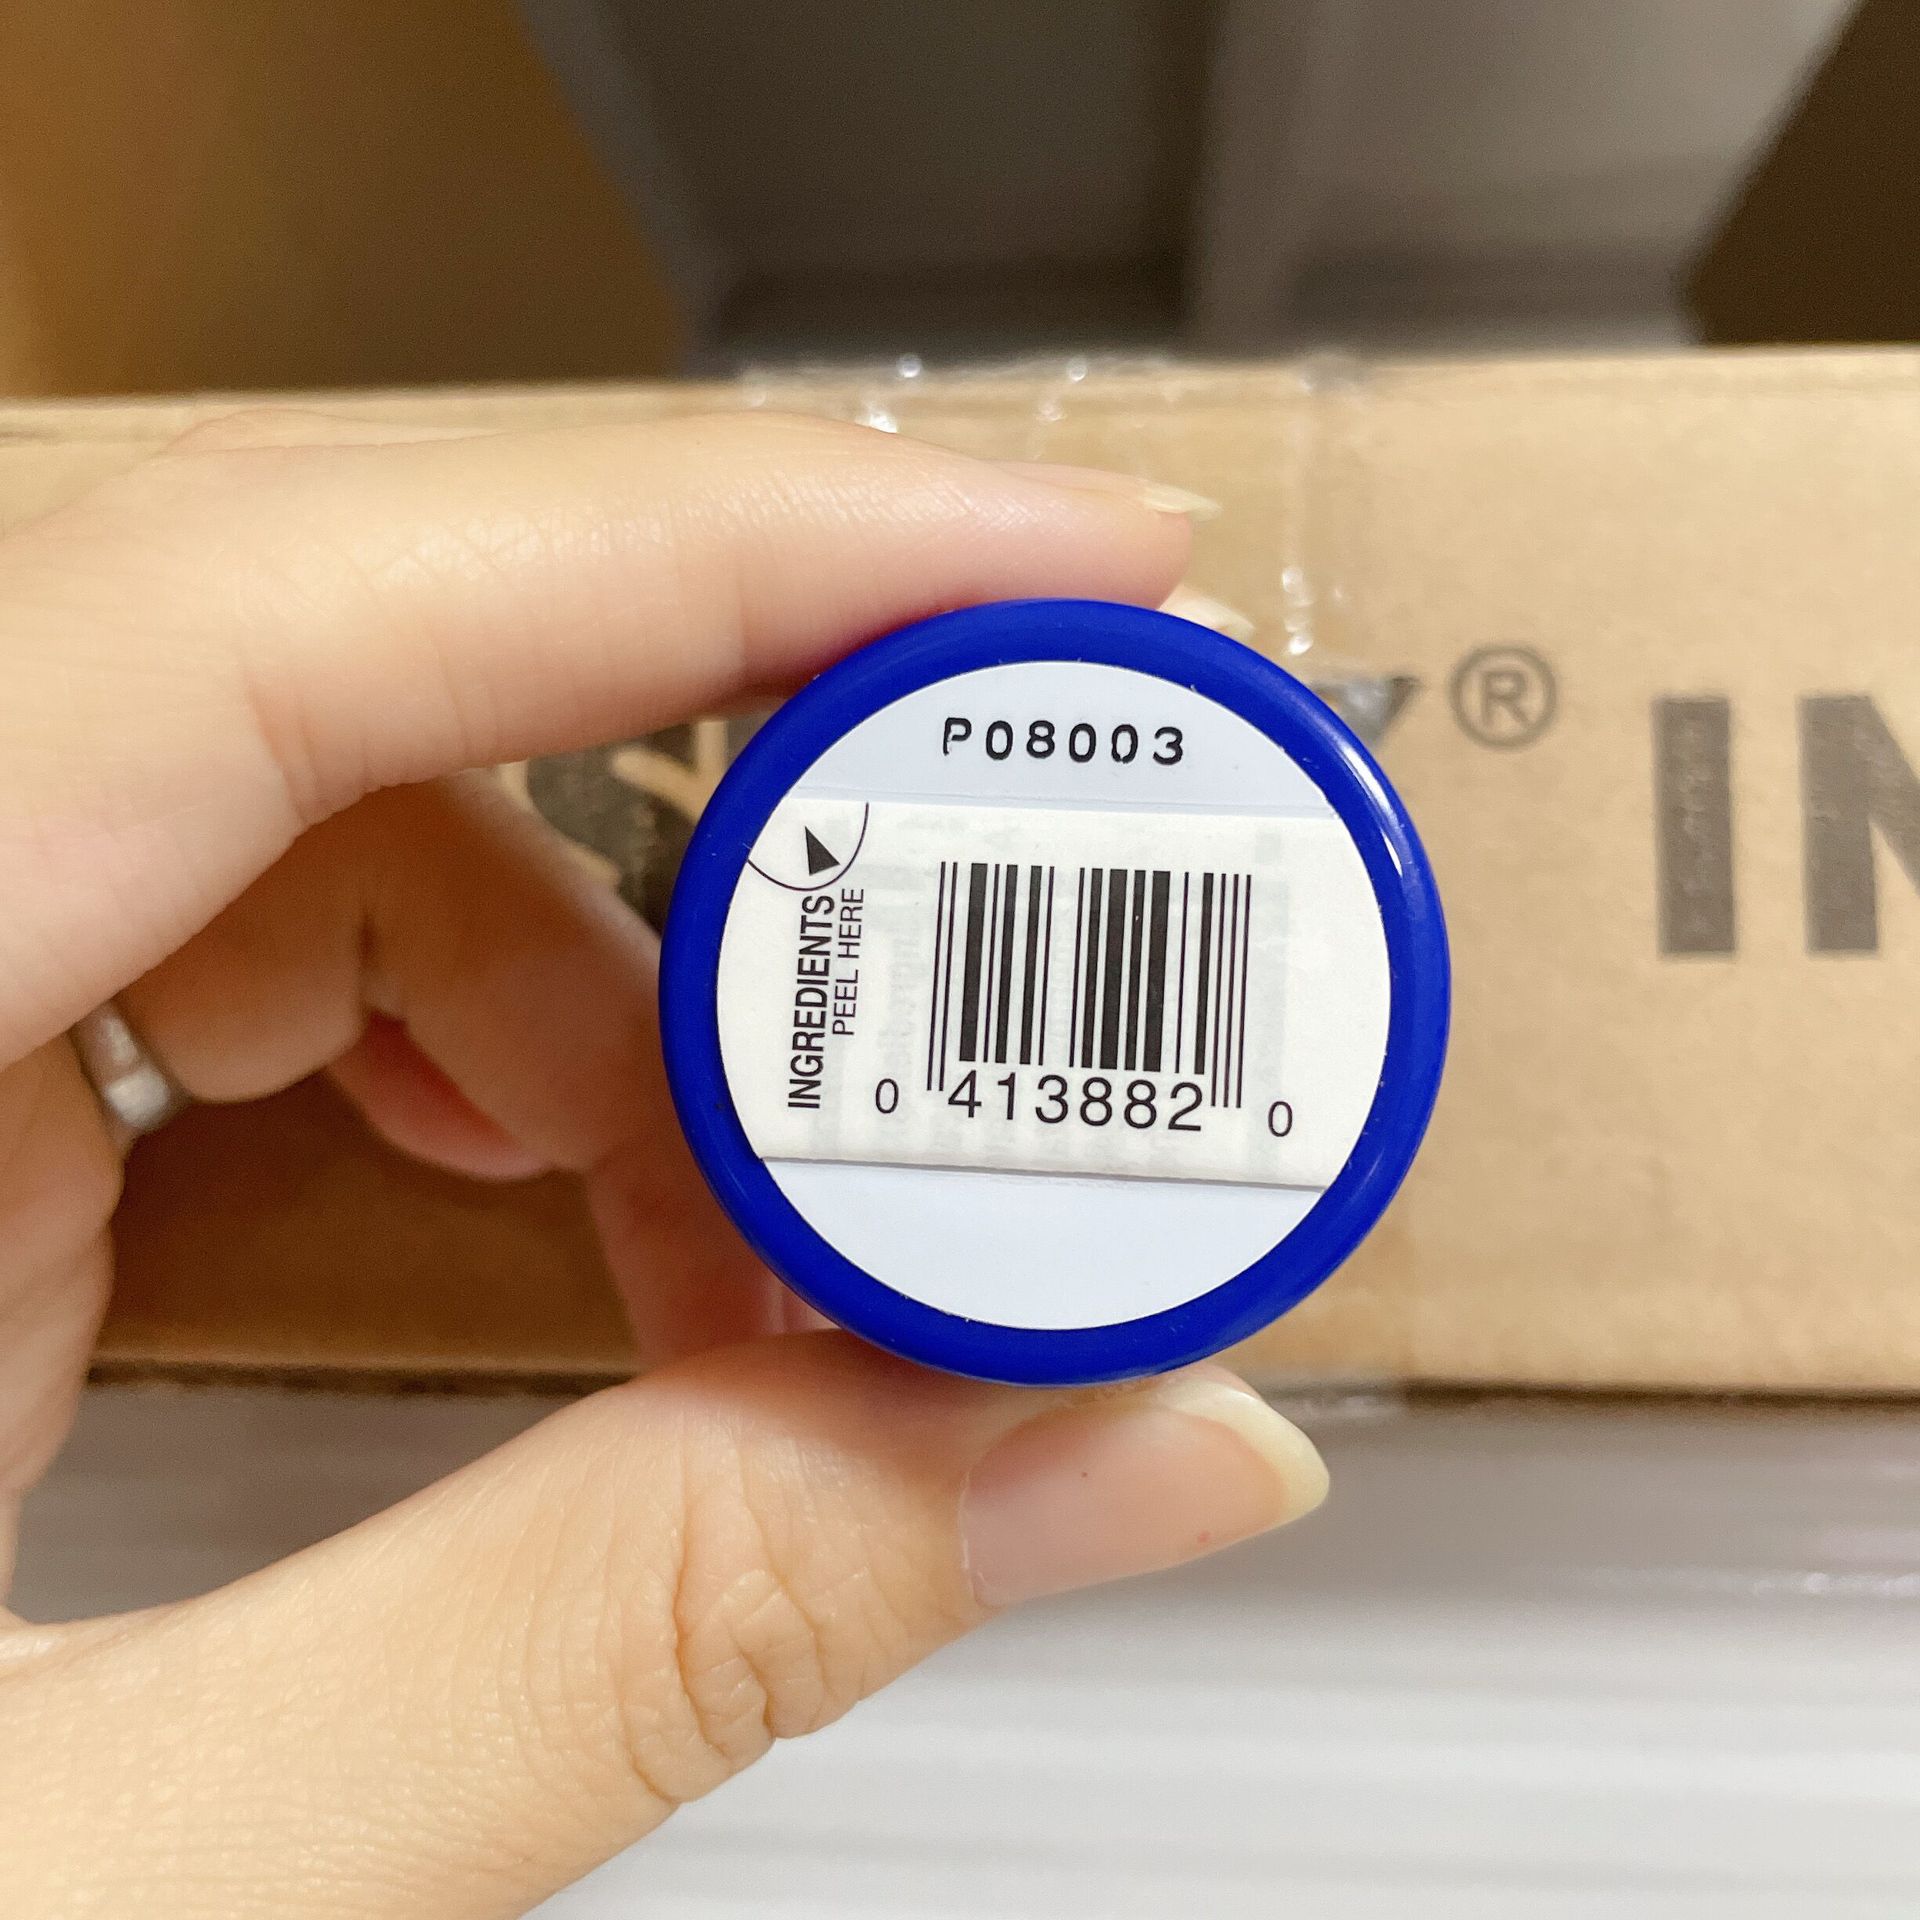 P08003
INGREDIENTS
PEEL HERE
0 413882 0
® IN